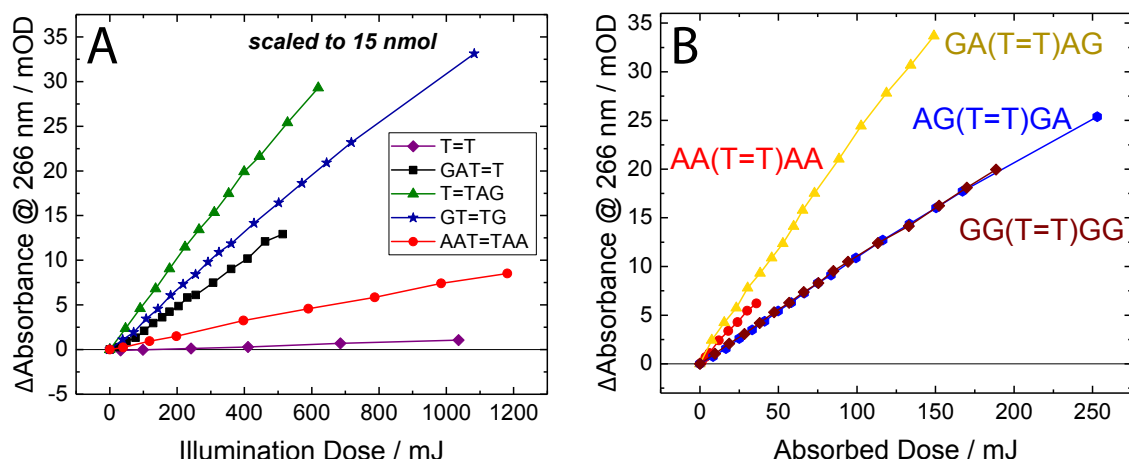 A
scaled to 15 nmol
ΔAbsorbance @ 266 nm / mOD
35
30
25
20
15
10
5
0
-5
T=T
GAT=T
T=TAG
GT=TG
AAT=TAA
0 200 400 600 800 1000 1200
Illumination Dose / mJ
B
ΔAbsorbance @ 266 nm / mOD
35
30
25
20
15
10
5
0
GA(T=T)AG
AG(T=T)GA
AA(T=T)AA
GG(T=T)GG
0 50 100 150 200 250
Absorbed Dose / mJ